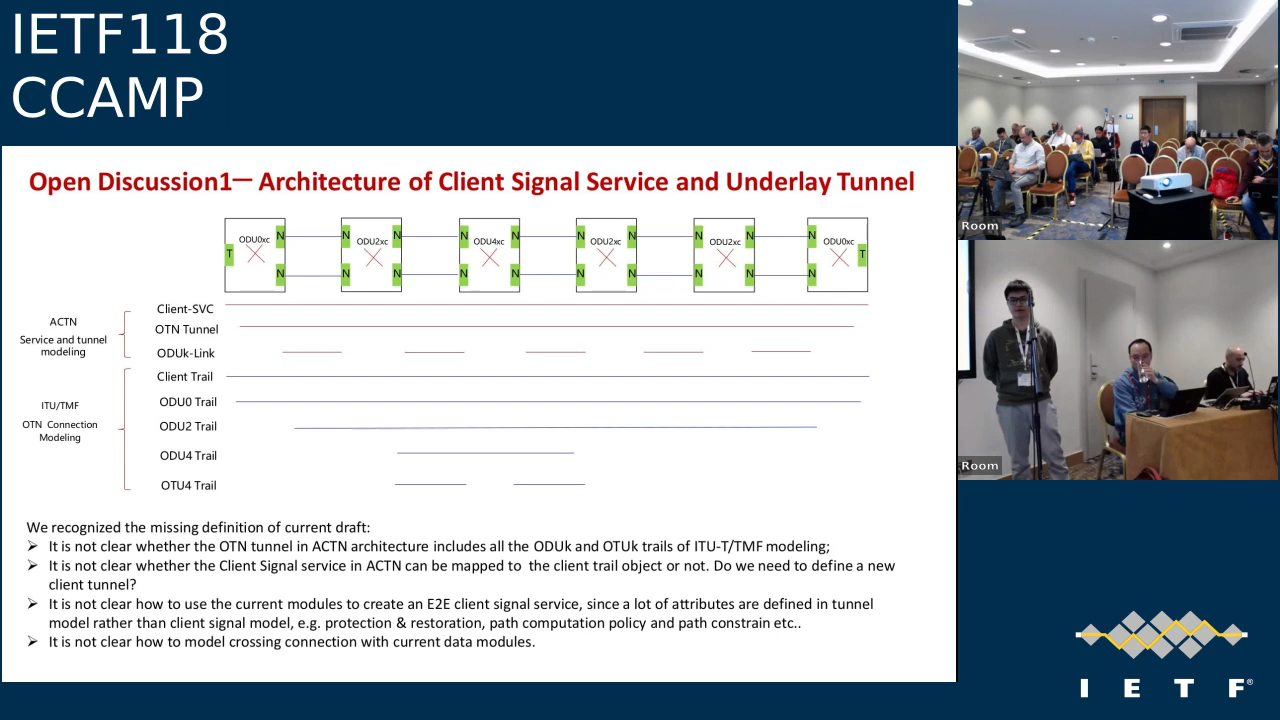 IETF118
CCAMP
Open Discussion1— Architecture of Client Signal Service and Underlay Tunnel
ODU0xc N N ODU2xc N N ODU4xc N N ODU2xc N N ODU2xc N N ODU0xc
T T
N N N N N N N N N N
Client-SVC
ACTN
OTN Tunnel
Service and tunnel
modeling
ODUk-Link
Client Trail
ITU/TMF
ODU0 Trail
OTN Connection
Modeling
ODU2 Trail
ODU4 Trail
OTU4 Trail
We recognized the missing definition of current draft:
It is not clear whether the OTN tunnel in ACTN architecture includes all the ODUk and OTUk trails of ITU-T/TMF modeling;
It is not clear whether the Client Signal service in ACTN can be mapped to the client trail object or not. Do we need to define a new
client tunnel?
It is not clear how to use the current modules to create an E2E client signal service, since a lot of attributes are defined in tunnel
model rather than client signal model, e.g. protection & restoration, path computation policy and path constrain etc..
It is not clear how to model crossing connection with current data modules.
Room
Room
I E T F®